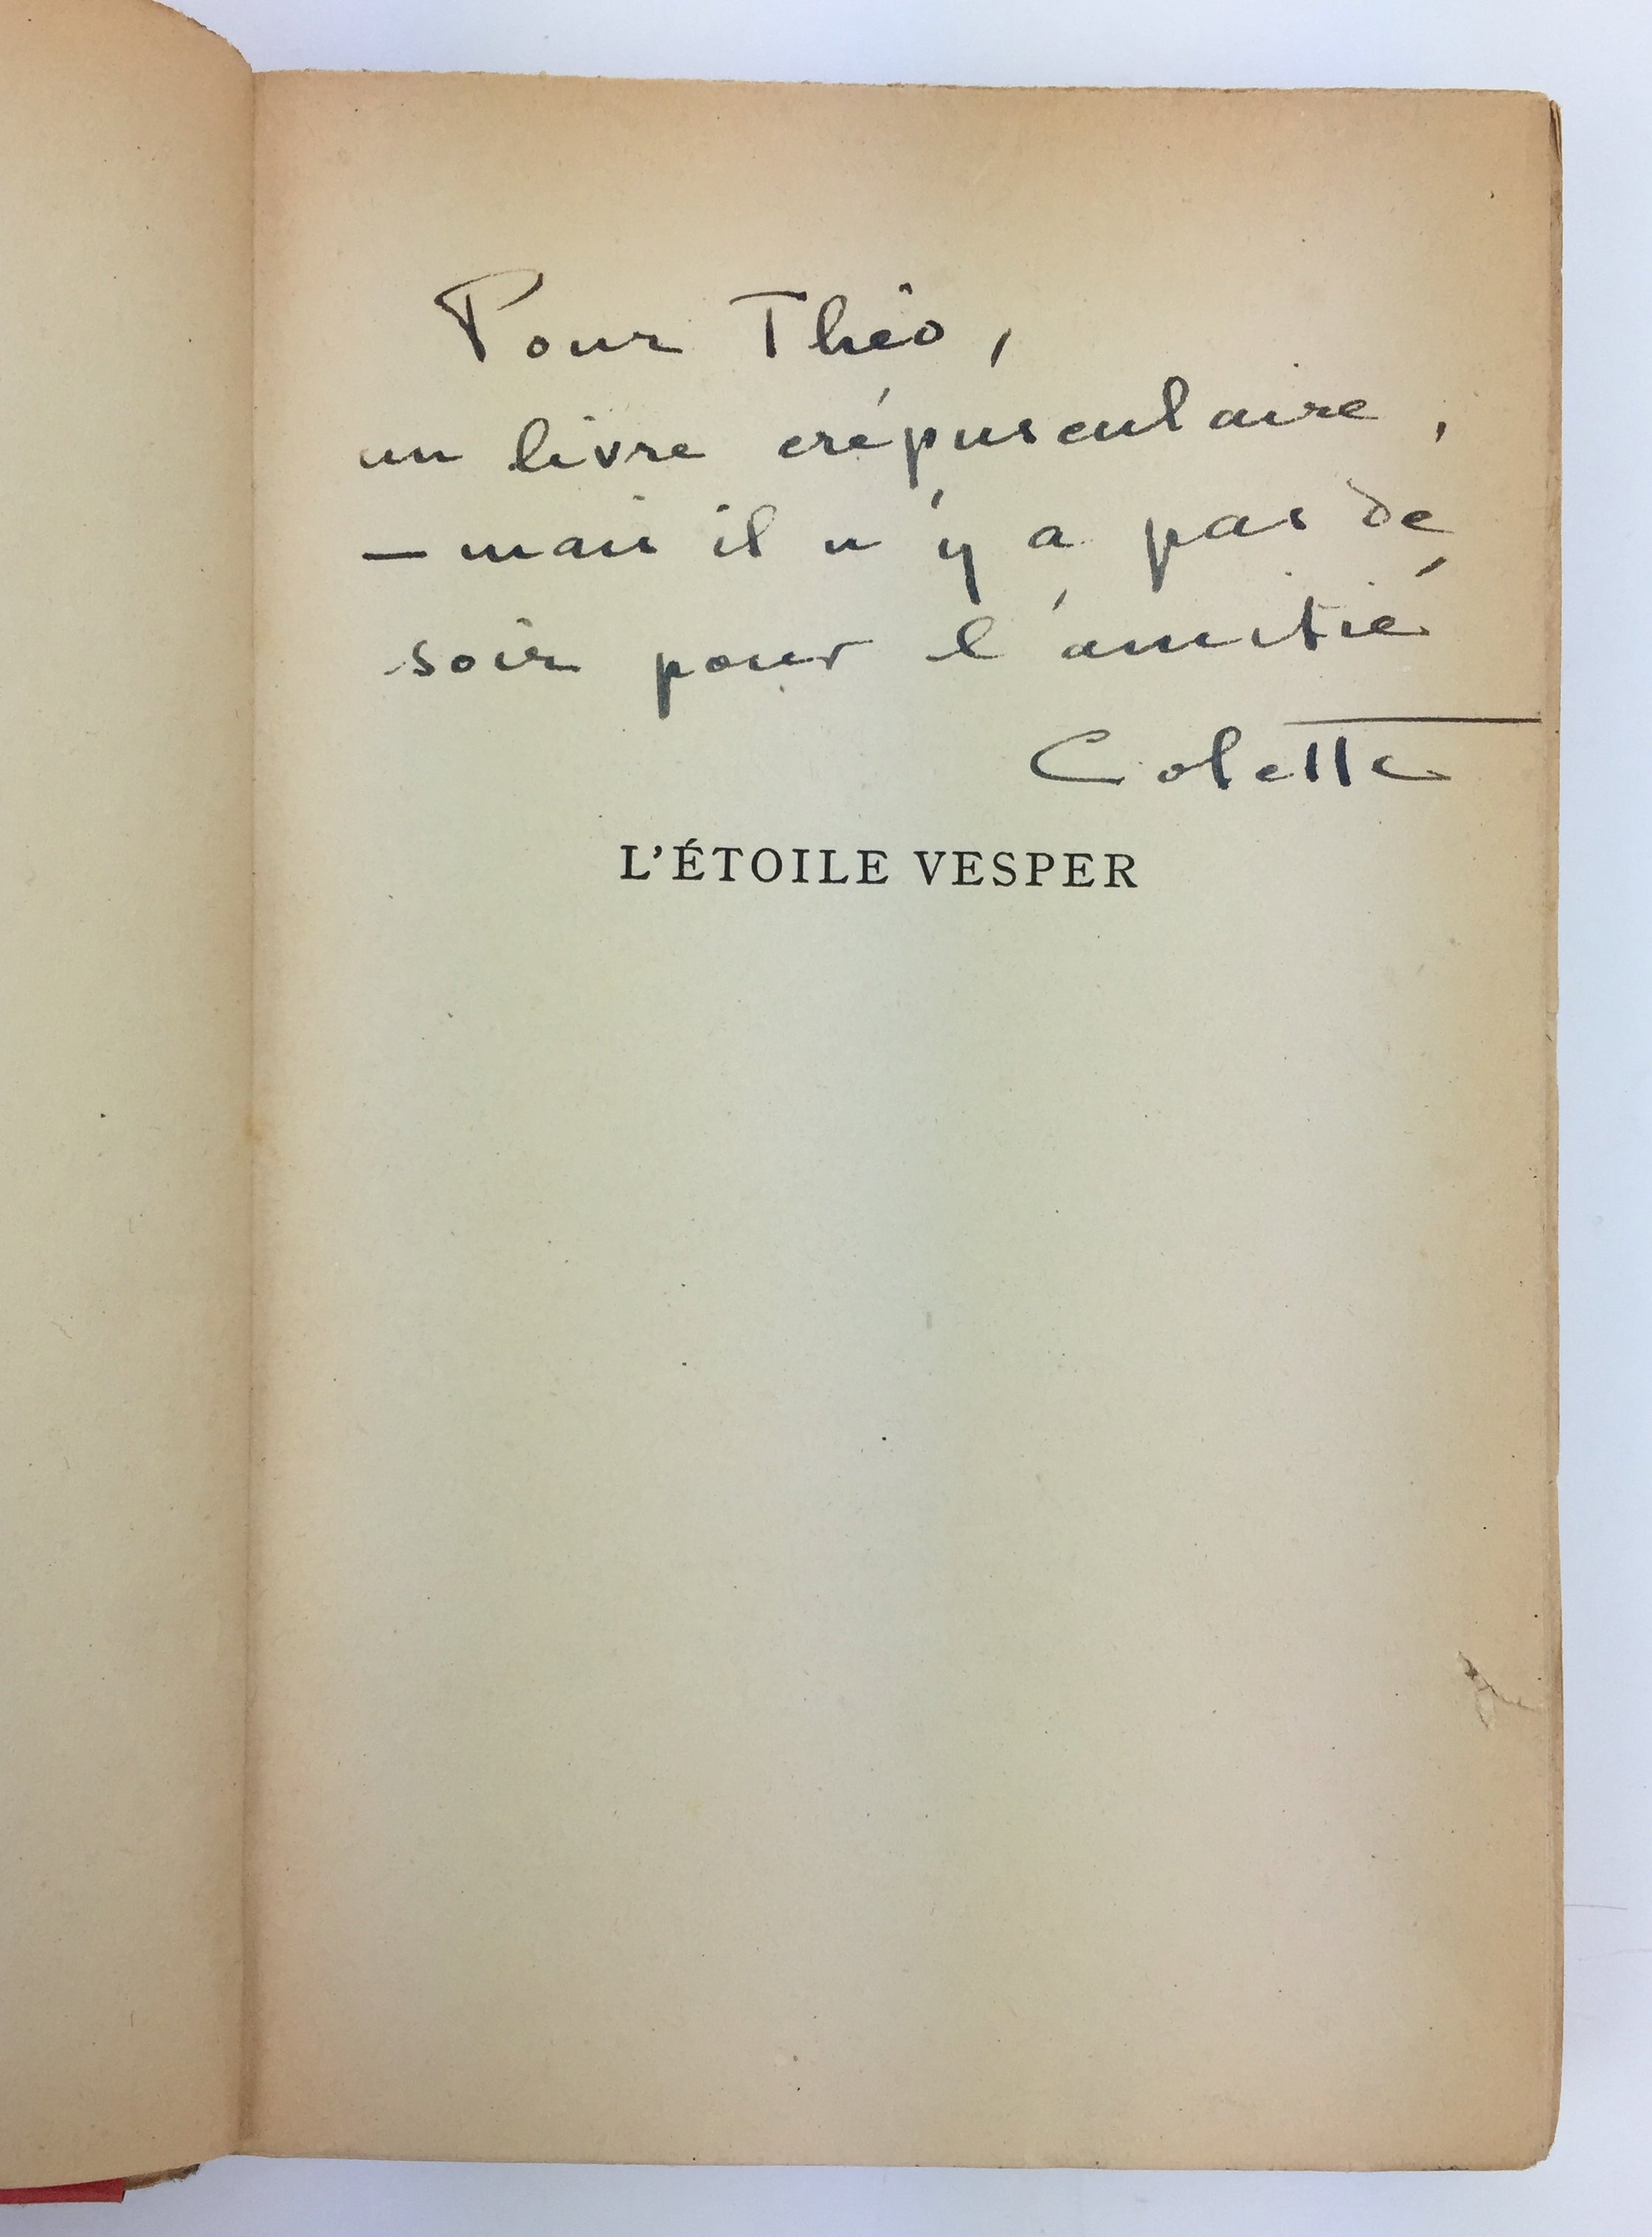 Pour Théo,
un livre crépusculaire,
— mais il n'y a pas de
soir pour l'amitié
Colette
L'ÉTOILE VESPER